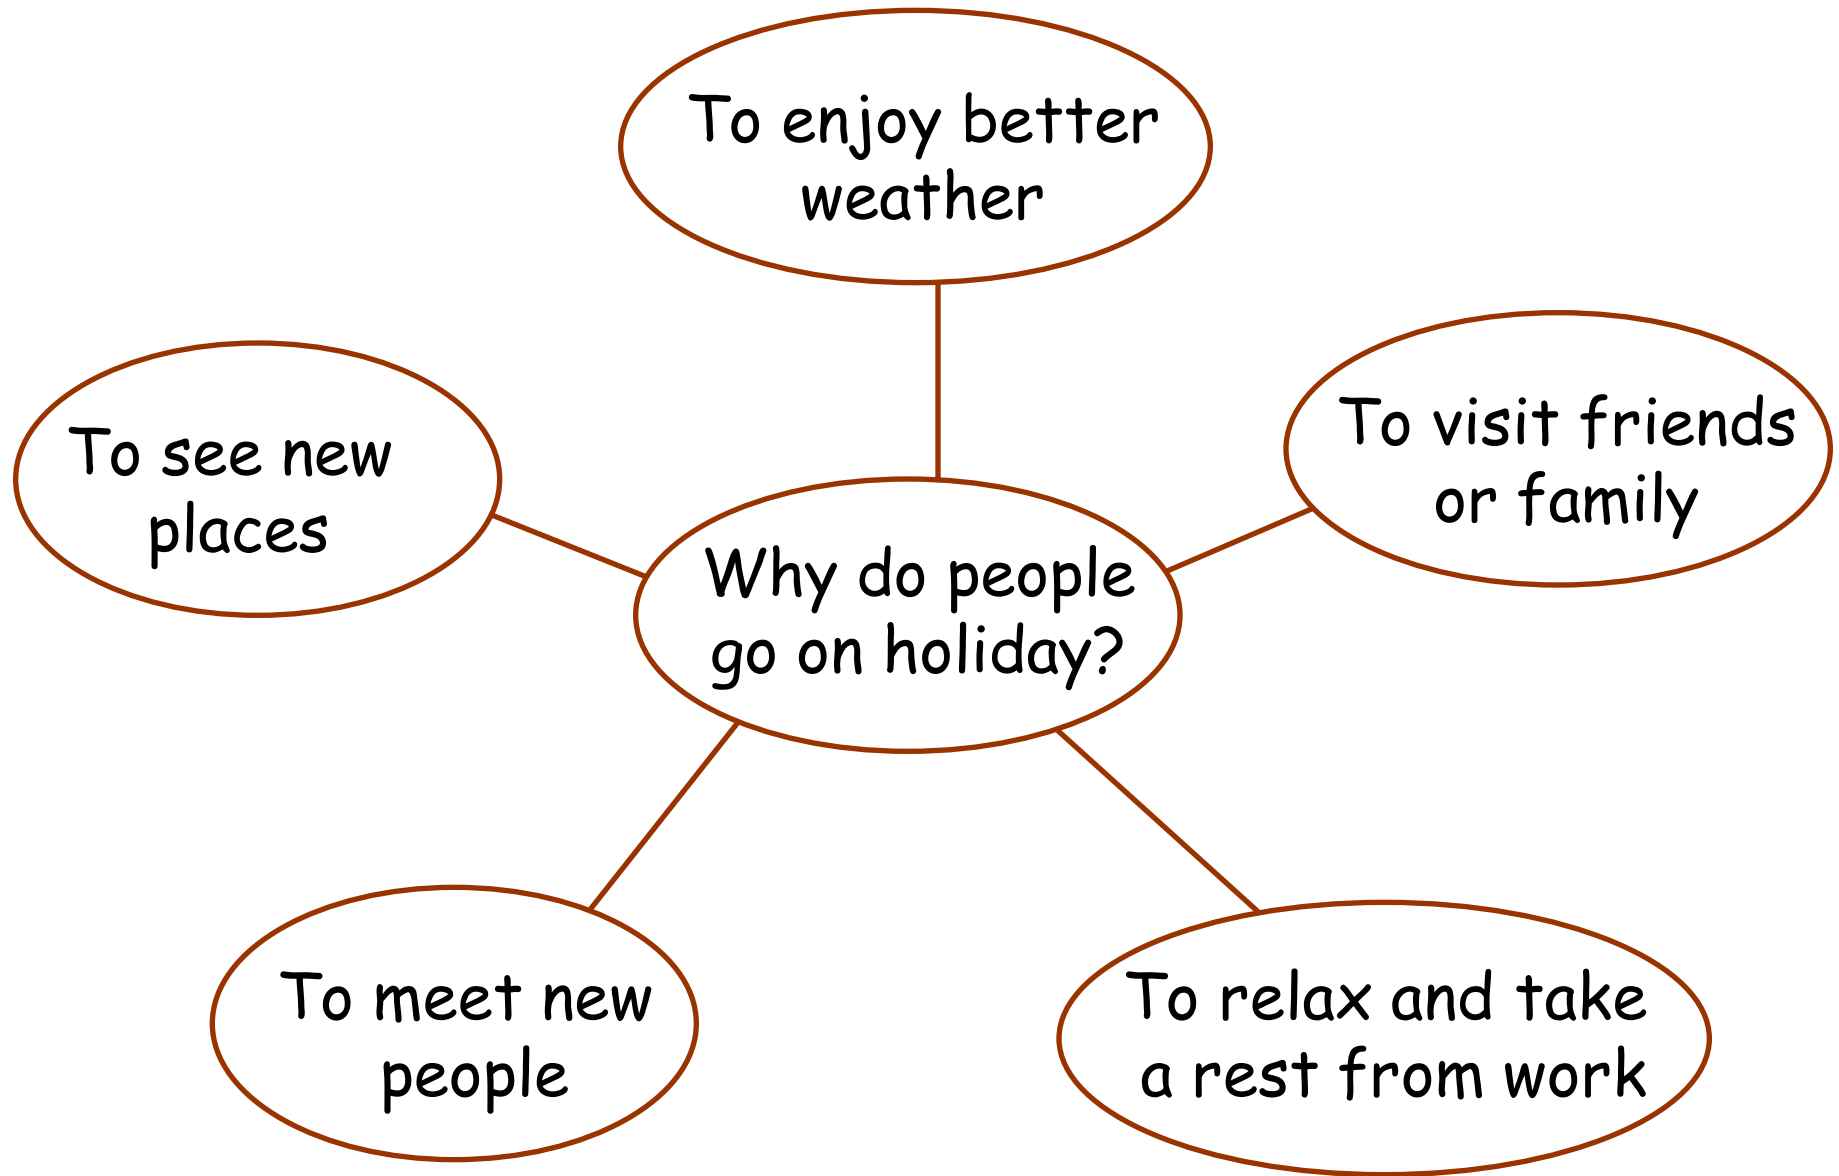 To enjoy better
weather
To visit friends
or family
To see new
places
Why do people
go on holiday?
To meet new
people
To relax and take
a rest from work